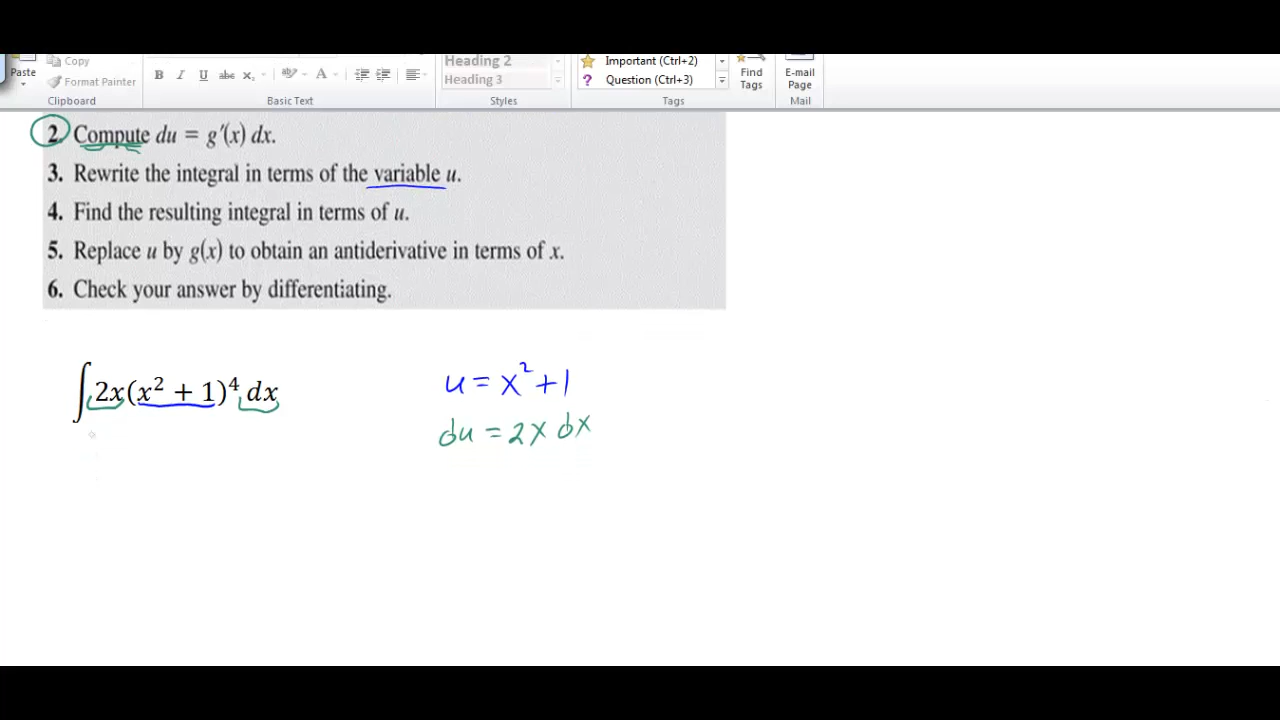 Copy
Heading 2
Important (Ctrl+2)
Paste
Format Painter
B I U abc x₂ ab A
Heading 3
? Question (Ctrl+3)
Find Tags
E-mail Page
Clipboard
Basic Text
Styles
Tags
Mail
2. Compute du = g′(x) dx.
3. Rewrite the integral in terms of the variable u.
4. Find the resulting integral in terms of u.
5. Replace u by g(x) to obtain an antiderivative in terms of x.
6. Check your answer by differentiating.
∫2x(x² + 1)⁴ dx
u = x² + 1
du = 2x dx